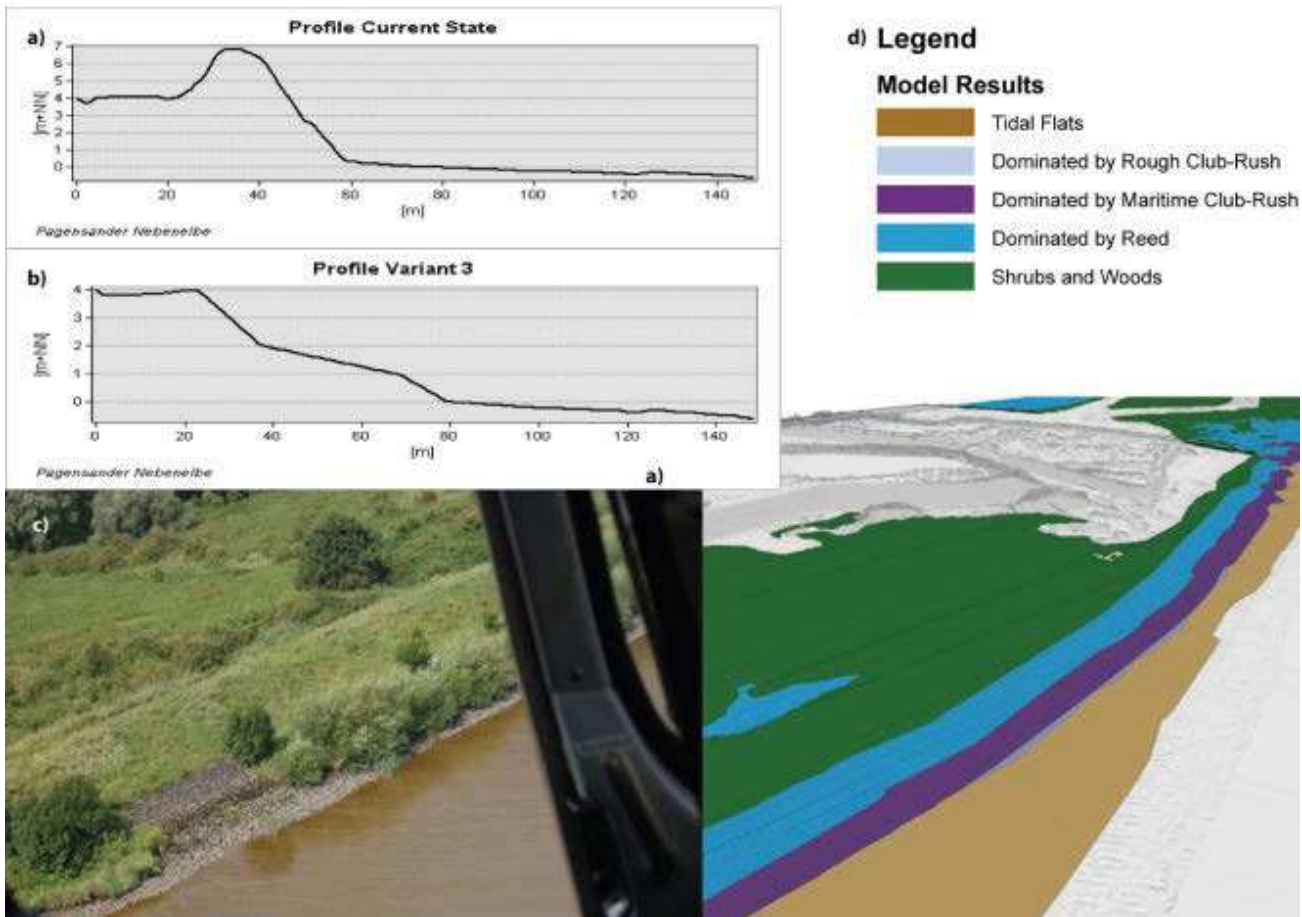 a)
Profile Current State
7
6
5
4
3
2
1
0
[m+NN]
0 20 40 60 80 100 120 140
[m]
Pagensander Nebenelbe
b)
Profile Variant 3
4
3
2
1
0
[m+NN]
0 20 40 60 80 100 120 140
[m]
Pagensander Nebenelbe
a)
c)
d) Legend
Model Results
Tidal Flats
Dominated by Rough Club-Rush
Dominated by Maritime Club-Rush
Dominated by Reed
Shrubs and Woods